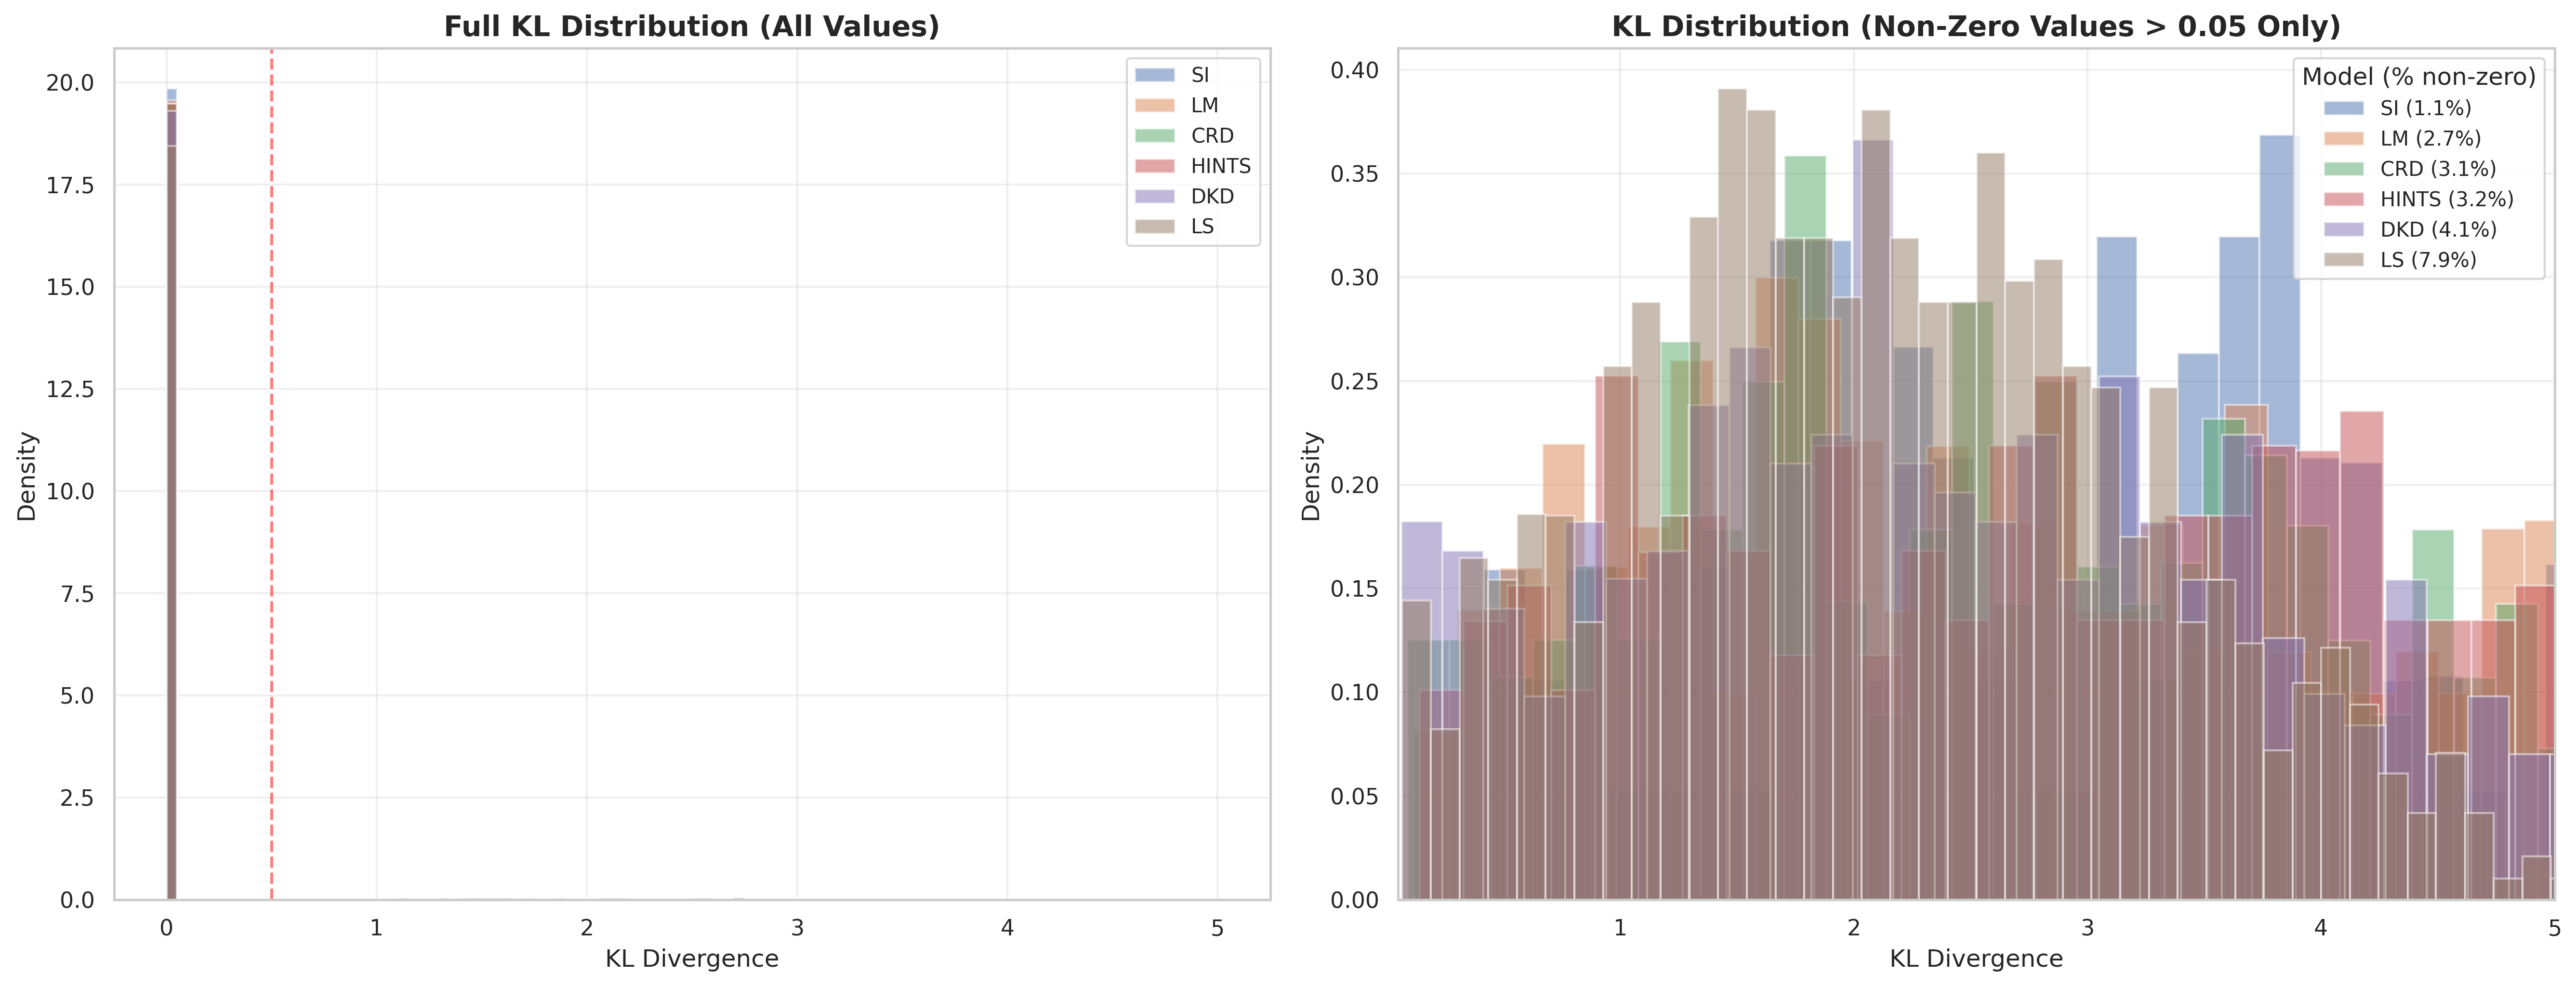 Full KL Distribution (All Values)
Density
20.0
17.5
15.0
12.5
10.0
7.5
5.0
2.5
0.0
0 1 2 3 4 5
KL Divergence
SI
LM
CRD
HINTS
DKD
LS
KL Distribution (Non-Zero Values > 0.05 Only)
Density
0.40
0.35
0.30
0.25
0.20
0.15
0.10
0.05
0.00
1 2 3 4 5
KL Divergence
Model (% non-zero)
SI (1.1%)
LM (2.7%)
CRD (3.1%)
HINTS (3.2%)
DKD (4.1%)
LS (7.9%)